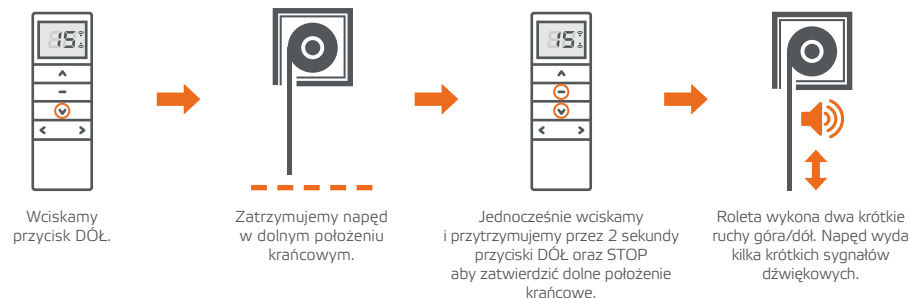 15
15
Wciskamy
przycisk DÓŁ.
Zatrzymujemy napęd
w dolnym położeniu
krańcowym.
Jednocześnie wciskamy
i przytrzymujemy przez 2 sekundy
przyciski DÓŁ oraz STOP
aby zatwierdzić dolne położenie
krańcowe.
Roleta wykona dwa krótkie
ruchy góra/dół. Napęd wyda
kilka krótkich sygnałów
dźwiękowych.